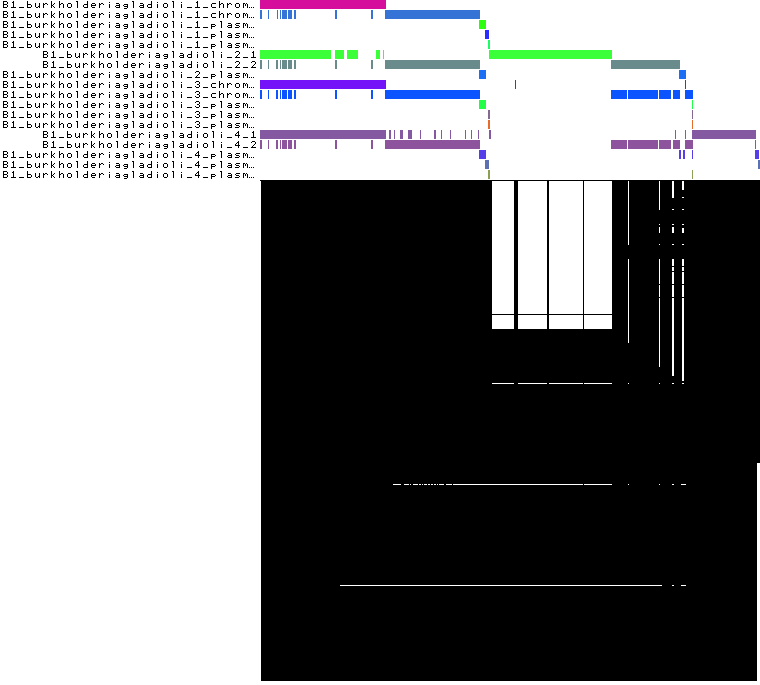 B1_burkholderiagladioli_1_chrom…
B1_burkholderiagladioli_1_chrom…
B1_burkholderiagladioli_1_plasm…
B1_burkholderiagladioli_1_plasm…
B1_burkholderiagladioli_1_plasm…
B1_burkholderiagladioli_2_1
B1_burkholderiagladioli_2_2
B1_burkholderiagladioli_2_plasm…
B1_burkholderiagladioli_3_chrom…
B1_burkholderiagladioli_3_chrom…
B1_burkholderiagladioli_3_plasm…
B1_burkholderiagladioli_3_plasm…
B1_burkholderiagladioli_3_plasm…
B1_burkholderiagladioli_4_1
B1_burkholderiagladioli_4_2
B1_burkholderiagladioli_4_plasm…
B1_burkholderiagladioli_4_plasm…
B1_burkholderiagladioli_4_plasm…